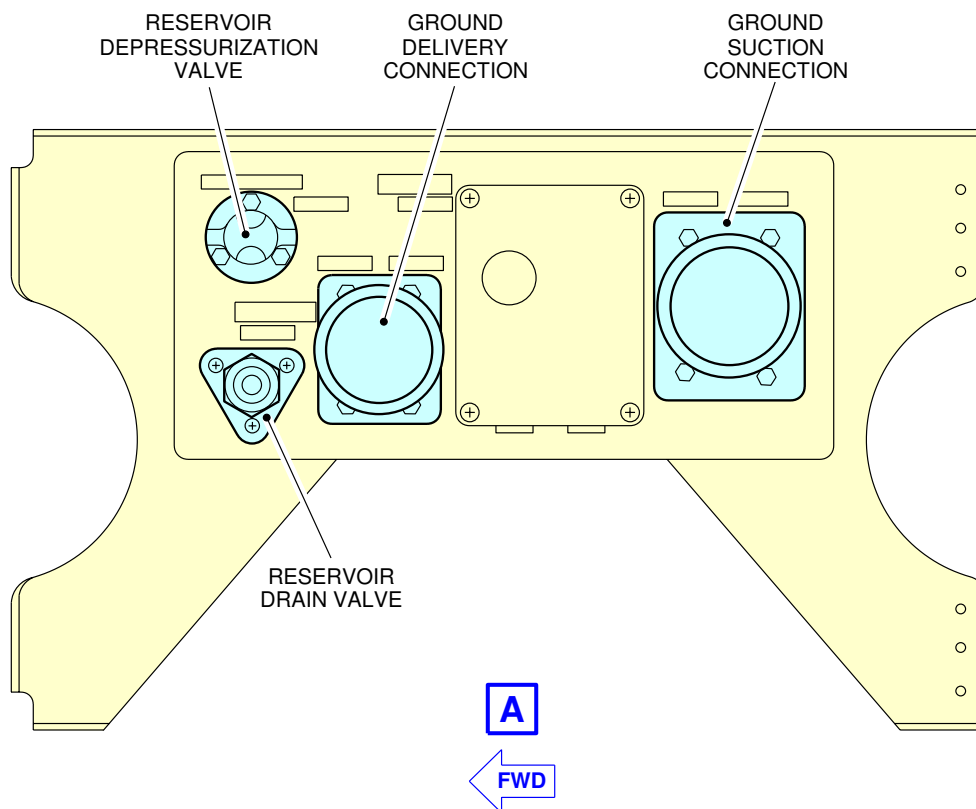 RESERVOIR
DEPRESSURIZATION
VALVE
GROUND
DELIVERY
CONNECTION
GROUND
SUCTION
CONNECTION
RESERVOIR
DRAIN VALVE
A
FWD